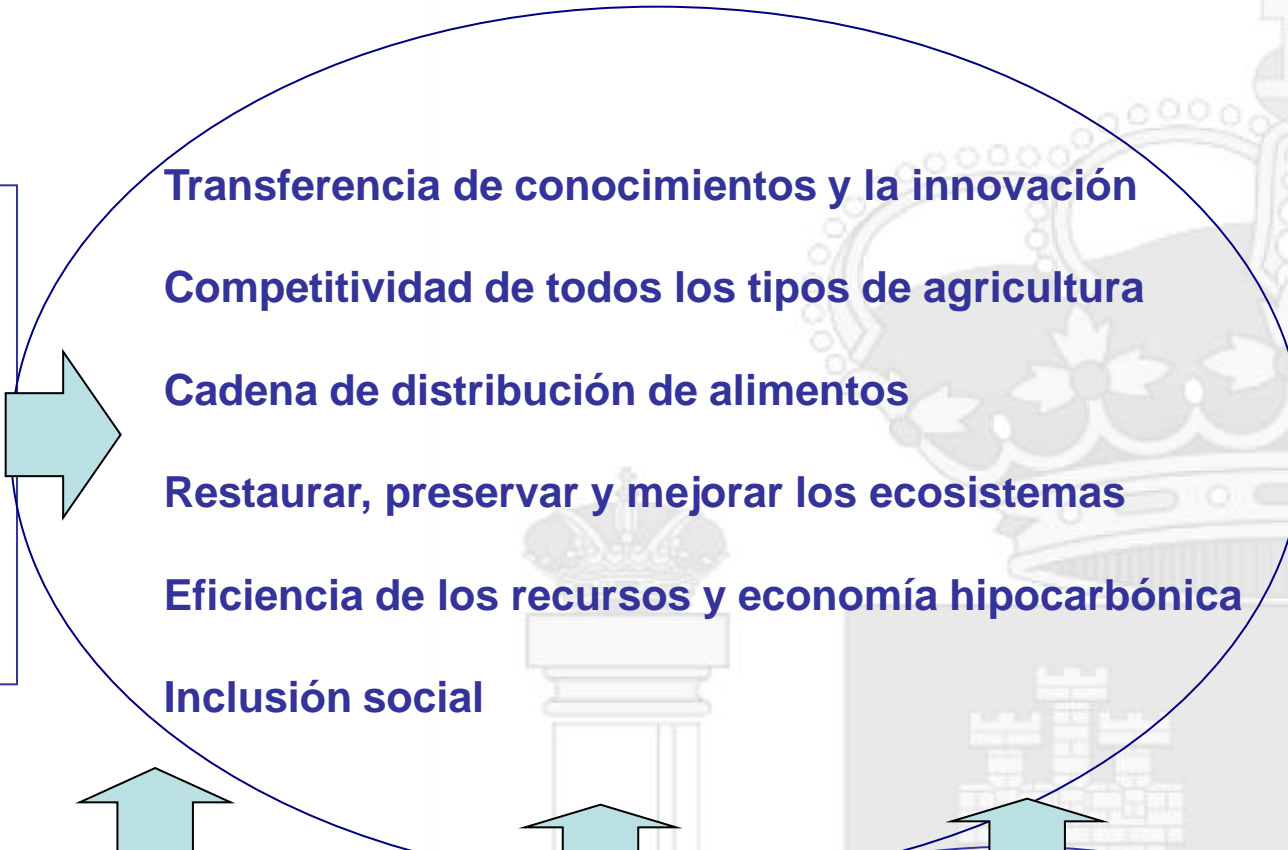 Transferencia de conocimientos y la innovación
Competitividad de todos los tipos de agricultura
Cadena de distribución de alimentos
Restaurar, preservar y mejorar los ecosistemas
Eficiencia de los recursos y economía hipocarbónica
Inclusión social